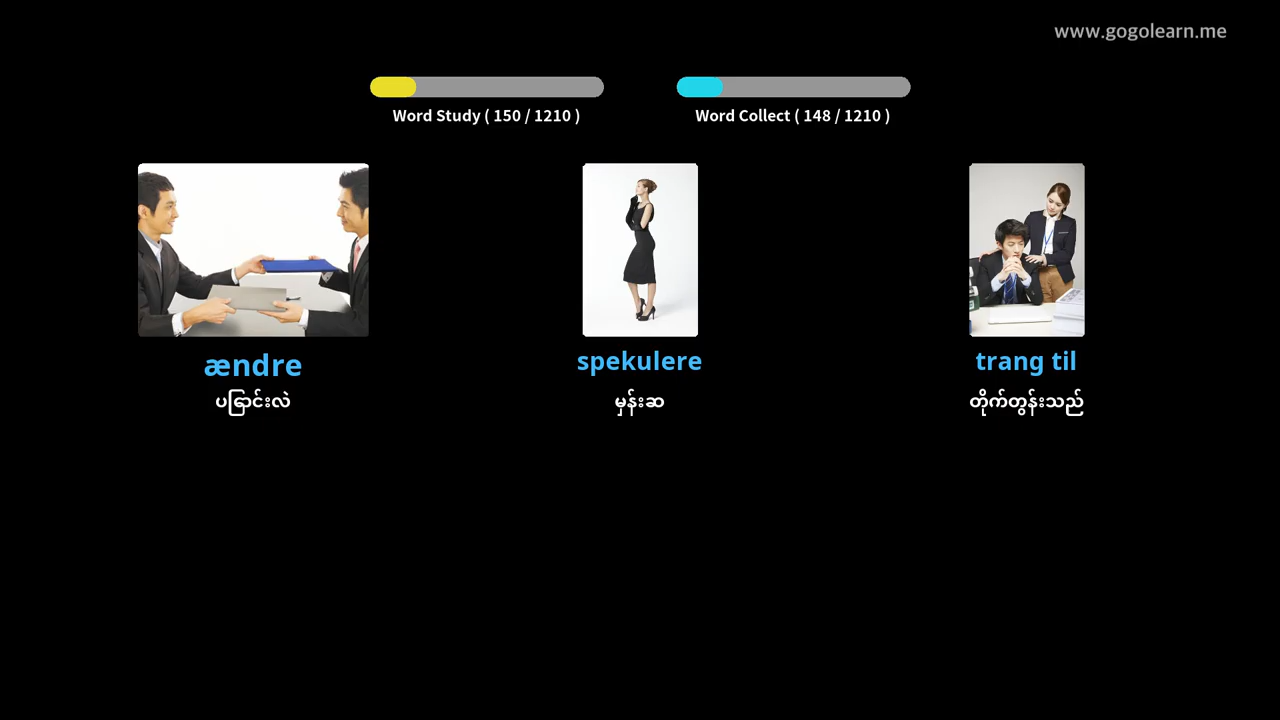 www.gogolearn.me
Word Study ( 150 / 1210 )
Word Collect ( 148 / 1210 )
ændre
ပြောင်းလဲ
spekulere
မှန်းဆ
trang til
တိုက်တွန်းသည်